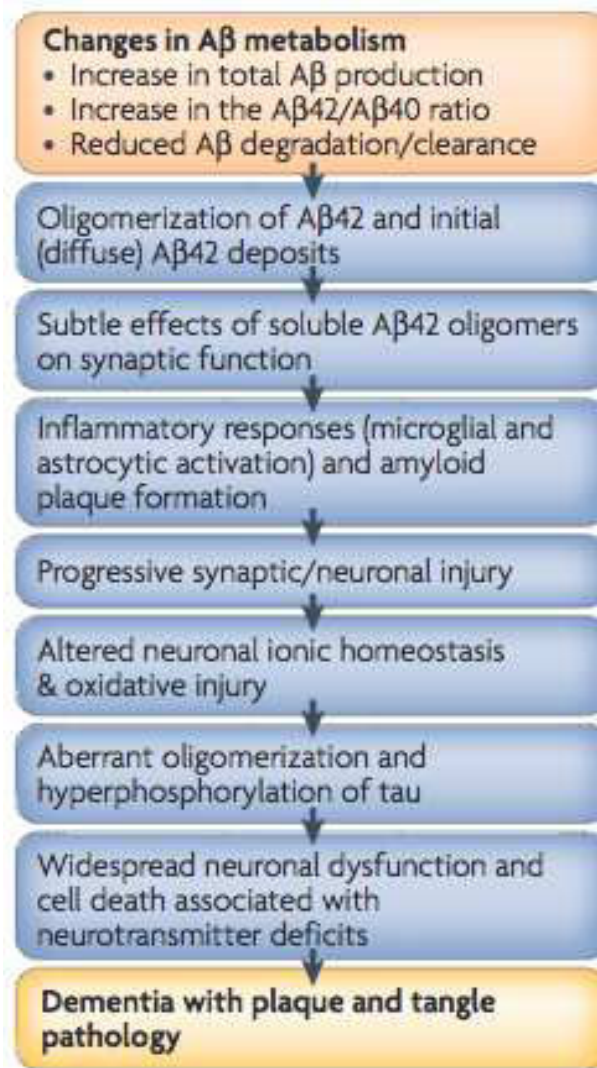 Changes in Aβ metabolism
• Increase in total Aβ production
• Increase in the Aβ42/Aβ40 ratio
• Reduced Aβ degradation/clearance
Oligomerization of Aβ42 and initial
(diffuse) Aβ42 deposits
Subtle effects of soluble Aβ42 oligomers
on synaptic function
Inflammatory responses (microglial and
astrocytic activation) and amyloid
plaque formation
Progressive synaptic/neuronal injury
Altered neuronal ionic homeostasis
& oxidative injury
Aberrant oligomerization and
hyperphosphorylation of tau
Widespread neuronal dysfunction and
cell death associated with
neurotransmitter deficits
Dementia with plaque and tangle
pathology